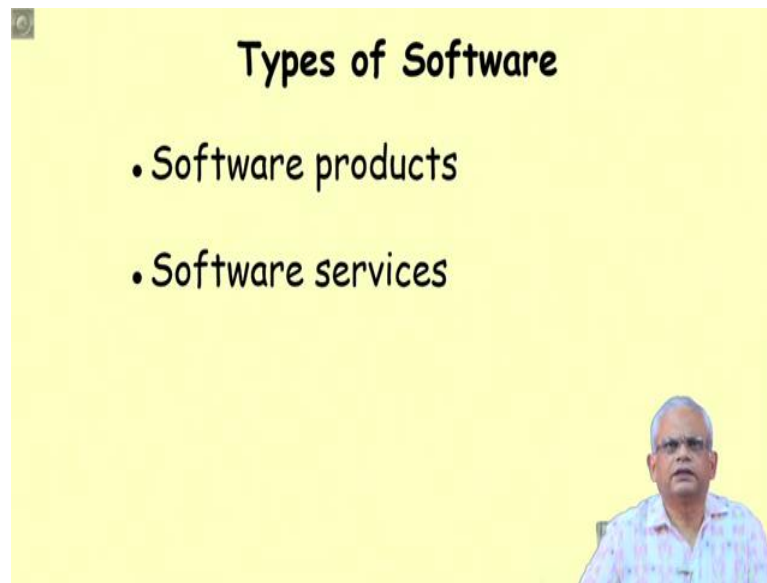 Types of Software
• Software products
• Software services